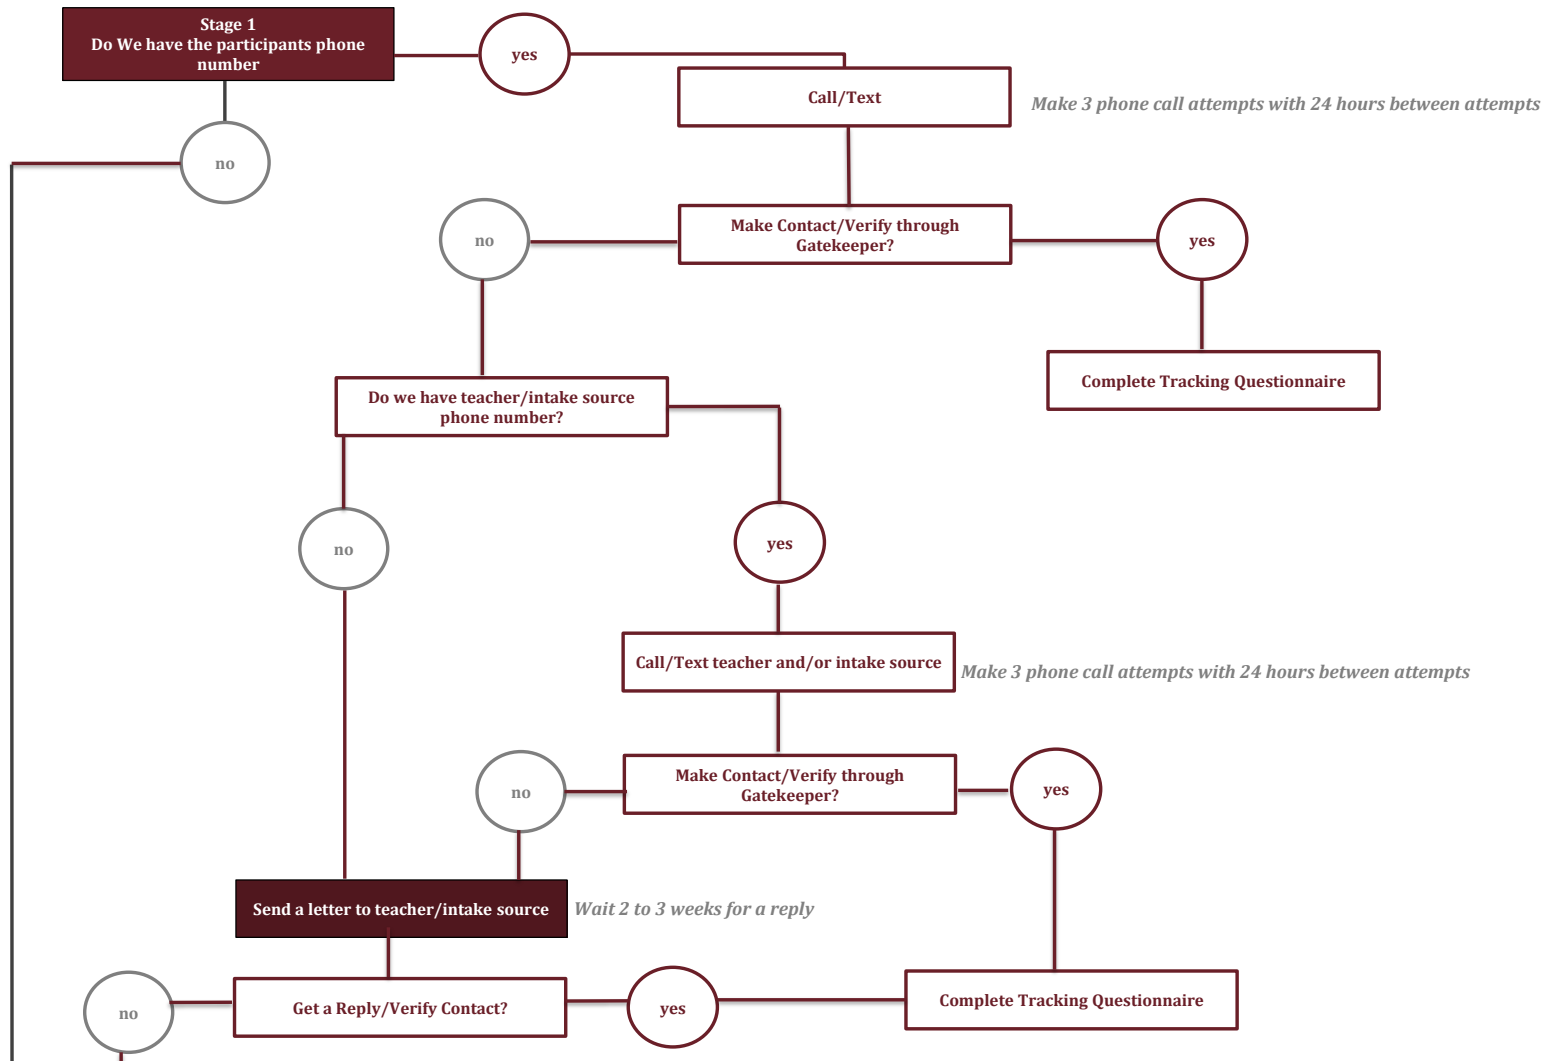 Stage 1
Do We have the participants phone
number
yes
Call/Text
Make 3 phone call attempts with 24 hours between attempts
no
no
Make Contact/Verify through
Gatekeeper?
yes
Complete Tracking Questionnaire
Do we have teacher/intake source
phone number?
no
yes
Call/Text teacher and/or intake source
Make 3 phone call attempts with 24 hours between attempts
no
Make Contact/Verify through
Gatekeeper?
yes
Send a letter to teacher/intake source
Wait 2 to 3 weeks for a reply
no
Get a Reply/Verify Contact?
yes
Complete Tracking Questionnaire